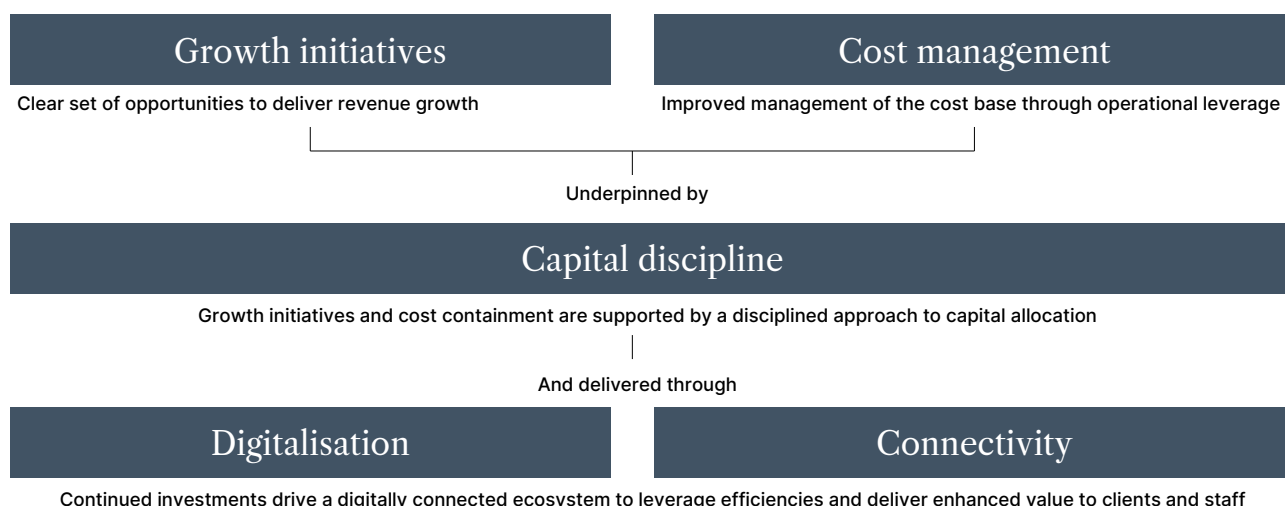 Growth initiatives
Cost management
Clear set of opportunities to deliver revenue growth
Improved management of the cost base through operational leverage
Underpinned by
Capital discipline
Growth initiatives and cost containment are supported by a disciplined approach to capital allocation
And delivered through
Digitalisation
Connectivity
Continued investments drive a digitally connected ecosystem to leverage efficiencies and deliver enhanced value to clients and staff